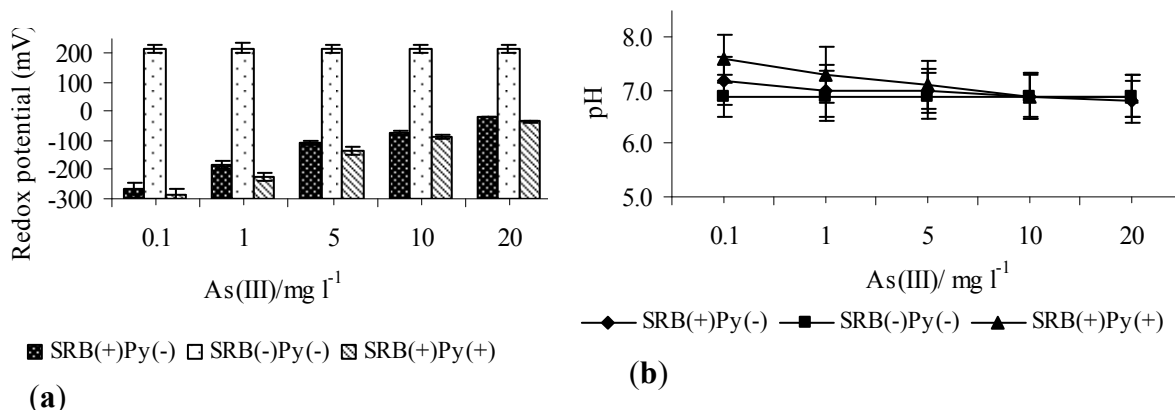 Redox potential (mV)
200
100
0
-100
-200
-300
0.1 1 5 10 20
As(III)/mg l-1
SRB(+)Py(-) SRB(-)Py(-) SRB(+)Py(+)
(a)
pH
8.0
7.0
6.0
5.0
0.1 1 5 10 20
As(III)/ mg l-1
SRB(+)Py(-) SRB(-)Py(-) SRB(+)Py(+)
(b)